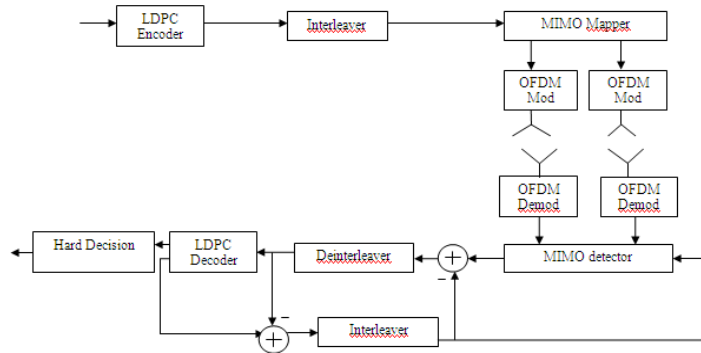 LDPC
Encoder
Interleaver
MIMO Mapper
OFDM
Mod
OFDM
Mod
OFDM
Demod
OFDM
Demod
Hard Decision
LDPC
Decoder
Deinterleaver
+
−
MIMO detector
−
+
Interleaver